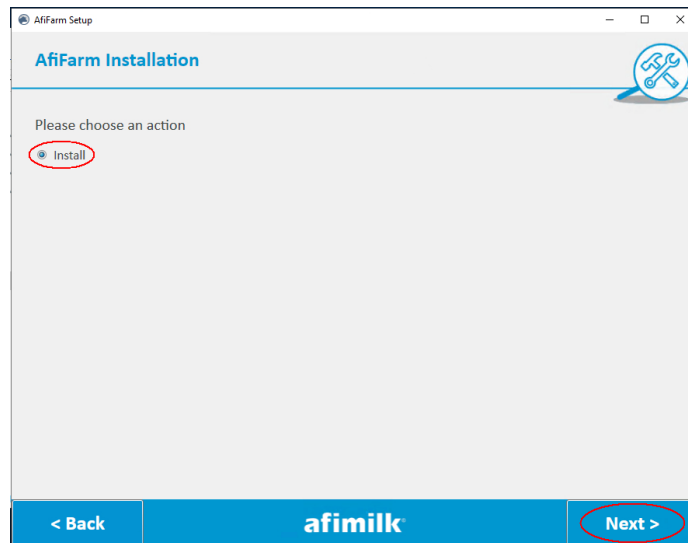 AfiFarm Setup
AfiFarm Installation
Please choose an action
Install
< Back
afimilk
Next >